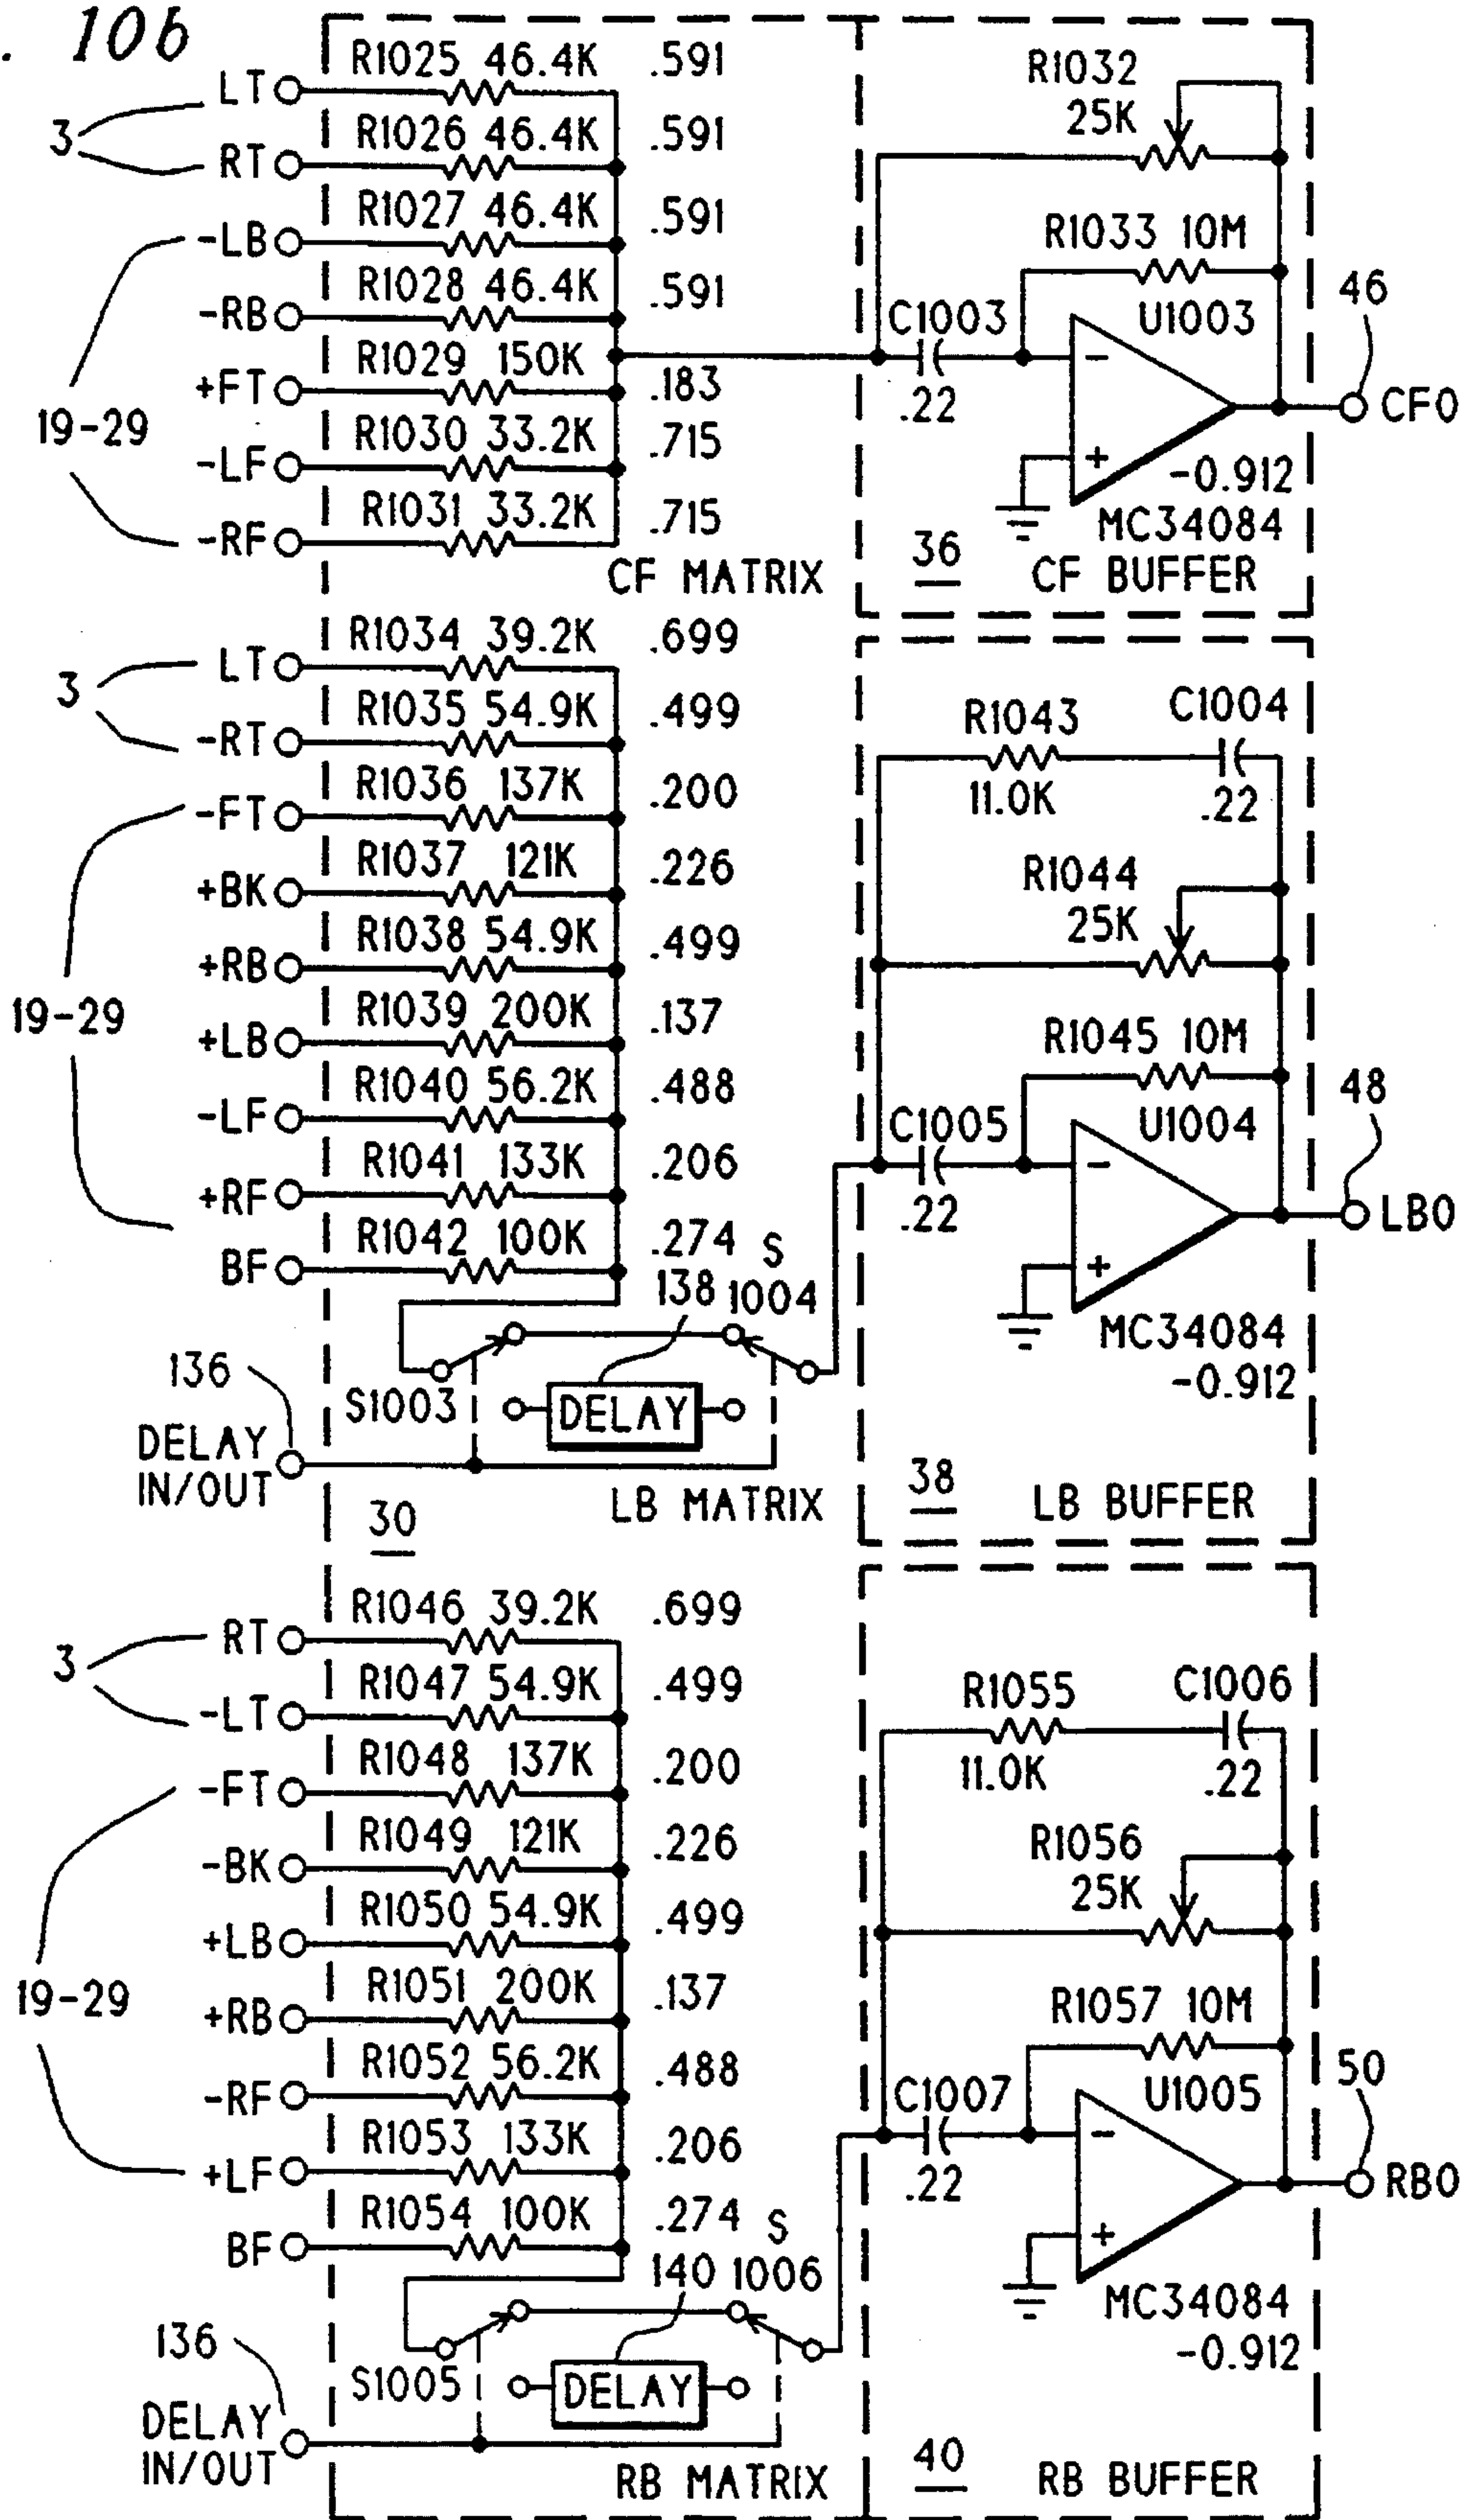 . 10b
LT R1025 46.4K .591
3
RT R1026 46.4K .591
-LB R1027 46.4K .591
-RB R1028 46.4K .591
+FT R1029 150K .183
19-29
-LF R1030 33.2K .715
-RF R1031 33.2K .715
CF MATRIX
R1032
25K
R1033 10M
C1003
.22
U1003
-
+
46
CFO
-0.912
MC34084
36
CF BUFFER
LT R1034 39.2K .699
3
-RT R1035 54.9K .499
-FT R1036 137K .200
+BK R1037 121K .226
+RB R1038 54.9K .499
19-29
+LB R1039 200K .137
-LF R1040 56.2K .488
+RF R1041 133K .206
BF R1042 100K .274
138
S
1004
S1003
DELAY
136
DELAY
IN/OUT
LB MATRIX
30
R1043
11.0K
C1004
.22
R1044
25K
R1045 10M
C1005
.22
U1004
-
+
48
LBO
MC34084
-0.912
38
LB BUFFER
RT R1046 39.2K .699
3
-LT R1047 54.9K .499
-FT R1048 137K .200
-BK R1049 121K .226
+LB R1050 54.9K .499
19-29
+RB R1051 200K .137
-RF R1052 56.2K .488
+LF R1053 133K .206
BF R1054 100K .274
140
S
1006
S1005
DELAY
136
DELAY
IN/OUT
RB MATRIX
R1055
11.0K
C1006
.22
R1056
25K
R1057 10M
C1007
.22
U1005
-
+
50
RBO
MC34084
-0.912
40
RB BUFFER